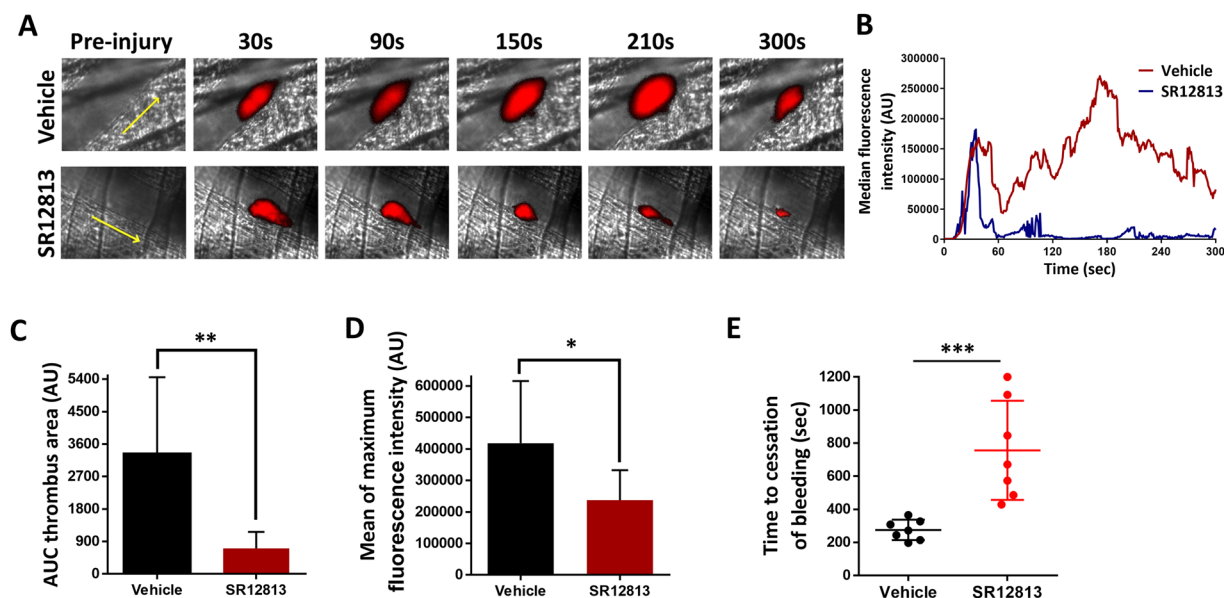 A
Pre-injury 30s 90s 150s 210s 300s
Vehicle
SR12813
B
Median fluorescence
intensity (AU)
300000
250000
200000
150000
100000
50000
0
0 60 120 180 240 300
Time (sec)
Vehicle
SR12813
C
AUC thrombus area (AU)
5400
4500
3600
2700
1800
900
0
**
Vehicle SR12813
D
Mean of maximum
fluorescence intensity (AU)
600000
500000
400000
300000
200000
100000
0
*
Vehicle SR12813
E
Time to cessation
of bleeding (sec)
1200
1000
800
600
400
200
0
***
Vehicle SR12813